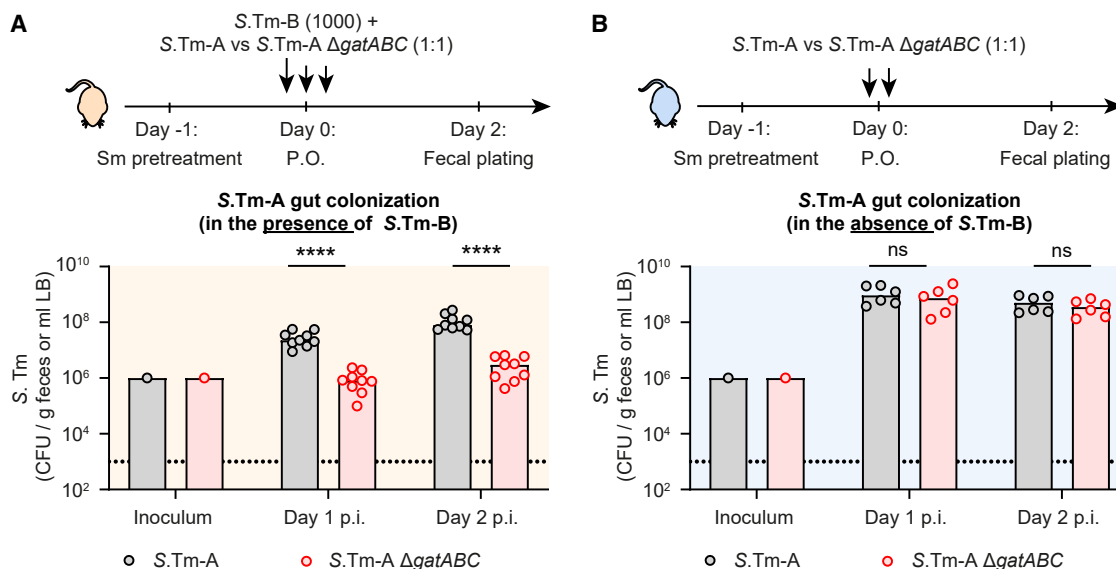 A
S.Tm-B (1000) +
S.Tm-A vs S.Tm-A ΔgatABC (1:1)
Day -1:
Day 0:
Day 2:
Sm pretreatment
P.O.
Fecal plating
S.Tm-A gut colonization
(in the presence of S.Tm-B)
****
****
S. Tm
(CFU / g feces or ml LB)
10¹⁰
10⁸
10⁶
10⁴
10²
Inoculum
Day 1 p.i.
Day 2 p.i.
S.Tm-A
S.Tm-A ΔgatABC
B
S.Tm-A vs S.Tm-A ΔgatABC (1:1)
Day -1:
Day 0:
Day 2:
Sm pretreatment
P.O.
Fecal plating
S.Tm-A gut colonization
(in the absence of S.Tm-B)
ns
ns
S. Tm
(CFU / g feces or ml LB)
10¹⁰
10⁸
10⁶
10⁴
10²
Inoculum
Day 1 p.i.
Day 2 p.i.
S.Tm-A
S.Tm-A ΔgatABC